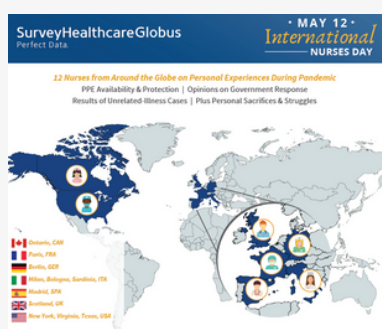 SurveyHealthcareGlobus
Perfect Data.
• MAY 12 •
International
NURSES DAY
12 Nurses from Around the Globe on Personal Experiences During Pandemic
PPE Availability & Protection | Opinions on Government Response
Results of Unrelated-Illness Cases | Plus Personal Sacrifices & Struggles
Ontario, CAN
Paris, FRA
Berlin, GER
Milan, Bologna, Sardinia, ITA
Madrid, SPA
Scotland, UK
New York, Virginia, Texas, USA